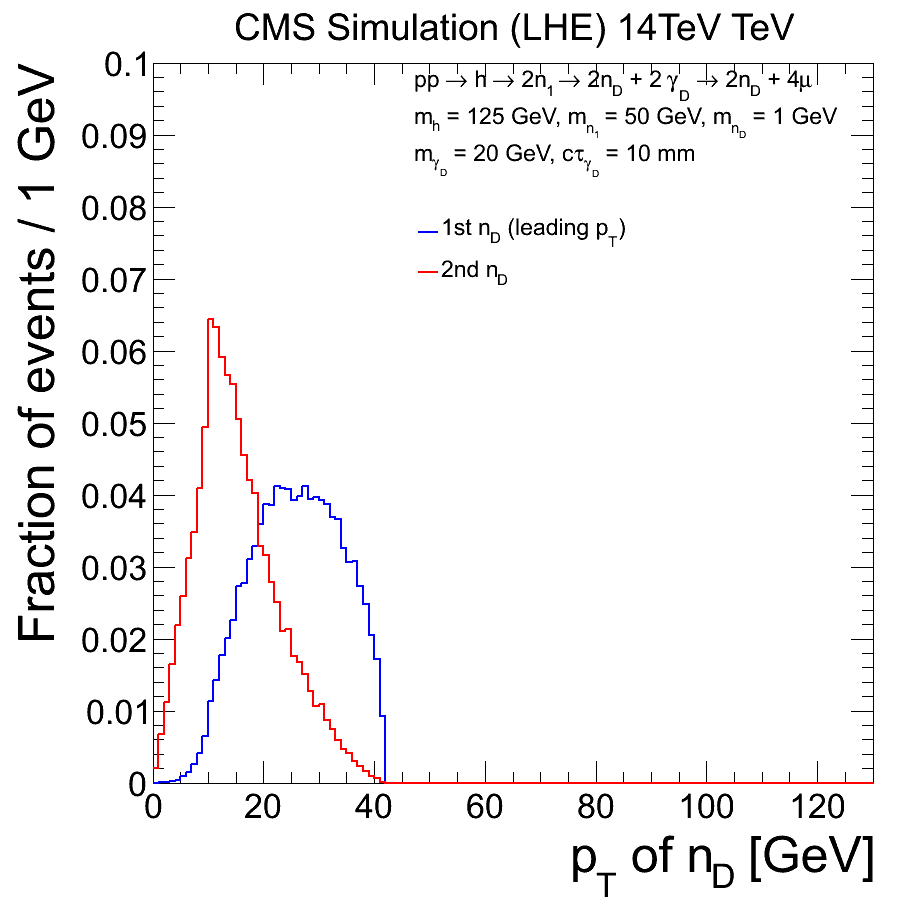 CMS Simulation (LHE) 14TeV TeV
pp → h → 2n₁ → 2n_D + 2 γ_D → 2n_D + 4μ
m_h = 125 GeV, m_n₁ = 50 GeV, m_n_D = 1 GeV
m_γ_D = 20 GeV, cτ_γ_D = 10 mm
1st n_D (leading p_T)
2nd n_D
Fraction of events / 1 GeV
0.1
0.09
0.08
0.07
0.06
0.05
0.04
0.03
0.02
0.01
0
0 20 40 60 80 100 120
p_T of n_D [GeV]